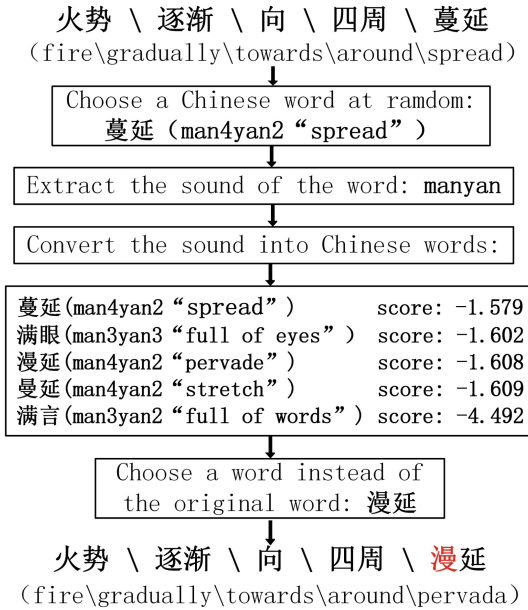 火势 \ 逐渐 \ 向 \ 四周 \ 蔓延
(fire\gradually\towards\around\spread)
Choose a Chinese word at ramdom:
蔓延 (man4yan2 “spread”)
Extract the sound of the word: manyan
Convert the sound into Chinese words:
蔓延(man4yan2 “spread”) score: -1.579
满眼(man3yan3 “full of eyes”) score: -1.602
漫延(man4yan2 “pervade”) score: -1.608
曼延(man4yan2 “stretch”) score: -1.609
满言(man3yan2 “full of words”) score: -4.492
Choose a word instead of
the original word: 漫延
火势 \ 逐渐 \ 向 \ 四周 \ 漫延
(fire\gradually\towards\around\pervada)